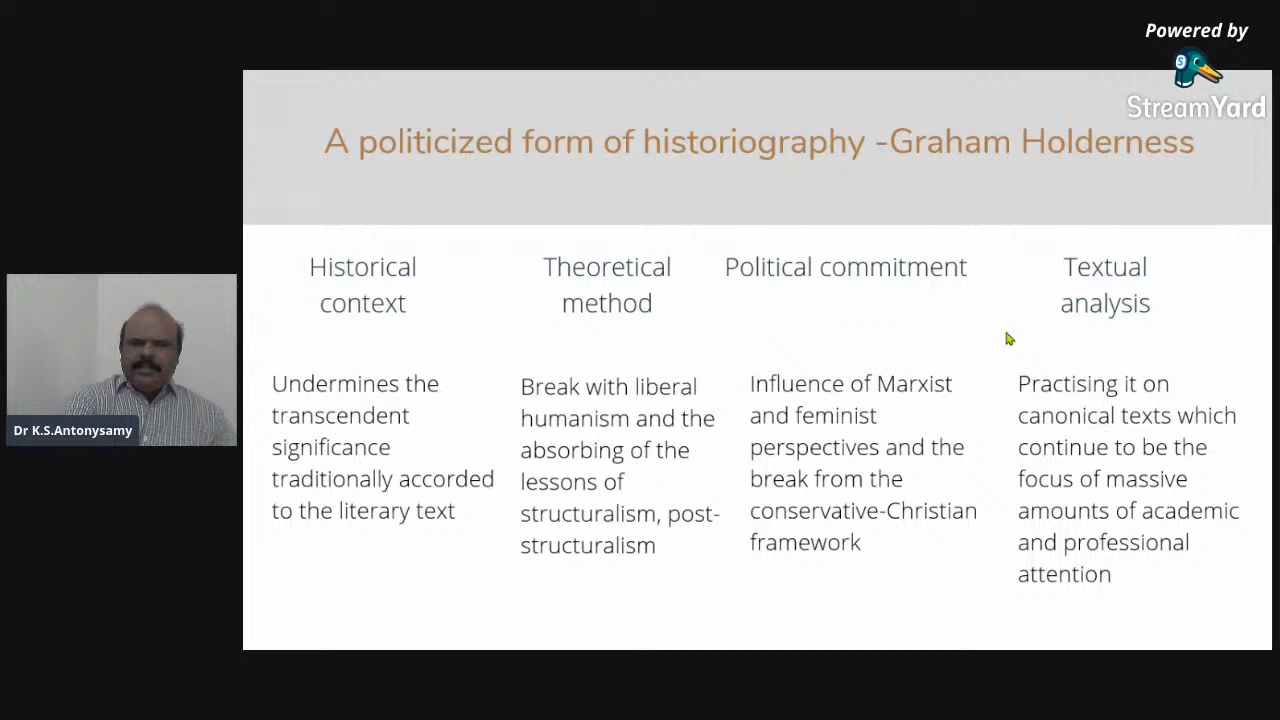 Powered by
StreamYard
A politicized form of historiography -Graham Holderness
Historical
context
Undermines the
transcendent
significance
traditionally accorded
to the literary text
Theoretical
method
Break with liberal
humanism and the
absorbing of the
lessons of
structuralism, post-
structuralism
Political commitment
Influence of Marxist
and feminist
perspectives and the
break from the
conservative-Christian
framework
Textual
analysis
Practising it on
canonical texts which
continue to be the
focus of massive
amounts of academic
and professional
attention
Dr K.S.Antonysamy